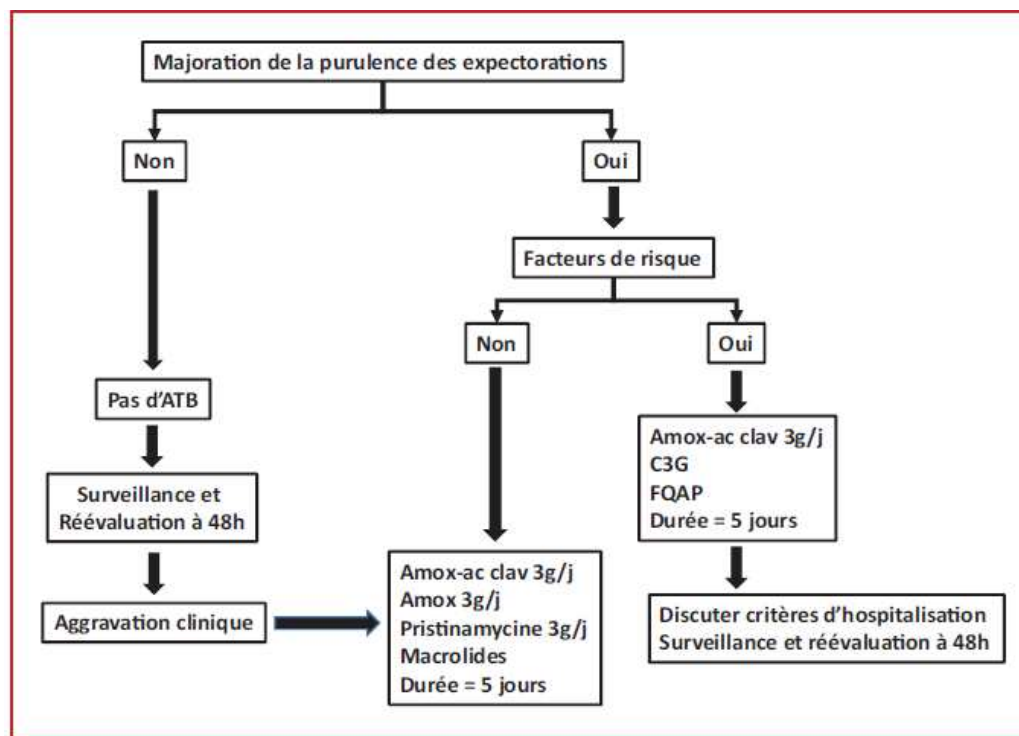 Majoration de la purulence des expectorations
Non
Oui
Facteurs de risque
Non
Oui
Pas d’ATB
Surveillance et
Réévaluation à 48h
Aggravation clinique
Amox-ac clav 3g/j
Amox 3g/j
Pristinamycine 3g/j
Macrolides
Durée = 5 jours
Amox-ac clav 3g/j
C3G
FQAP
Durée = 5 jours
Discuter critères d’hospitalisation
Surveillance et réévaluation à 48h